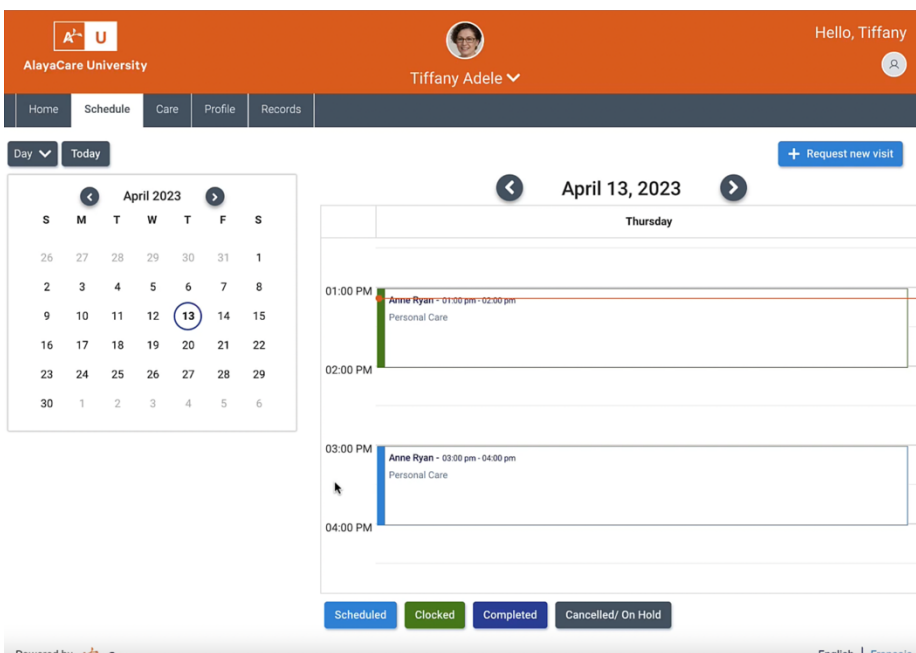 A U
AlayaCare University
Hello, Tiffany
Tiffany Adele
Home Schedule Care Profile Records
Day Today
+ Request new visit
April 2023
April 13, 2023
S M T W T F S
Thursday
26 27 28 29 30 31 1
2 3 4 5 6 7 8
9 10 11 12 13 14 15
16 17 18 19 20 21 22
23 24 25 26 27 28 29
30 1 2 3 4 5 6
01:00 PM
Anne Ryan - 01:00 pm - 02:00 pm
Personal Care
02:00 PM
03:00 PM
Anne Ryan - 03:00 pm - 04:00 pm
Personal Care
04:00 PM
Scheduled Clocked Completed Cancelled/ On Hold
Powered by
English | Français